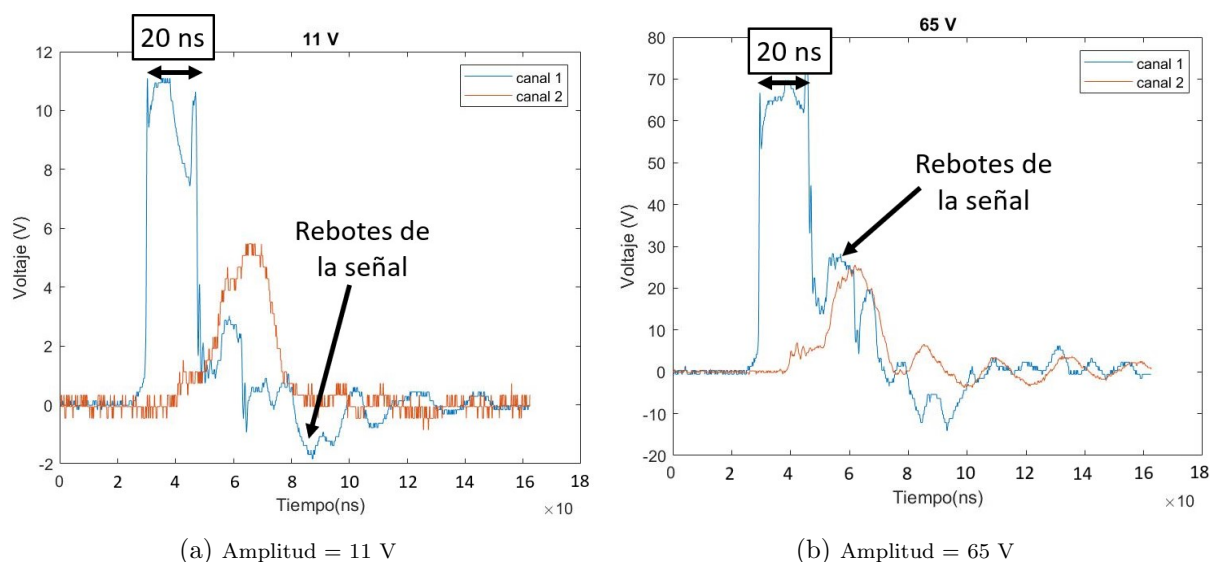 20 ns
11 V
12
10
8
6
4
2
0
-2
Voltaje (V)
canal 1
canal 2
Rebotes de
la señal
0 2 4 6 8 10 12 14 16 18
Tiempo(ns)
×10
(a) Amplitud = 11 V
65 V
20 ns
80
70
60
50
40
30
20
10
0
-10
-20
Voltaje (V)
canal 1
canal 2
Rebotes de
la señal
0 2 4 6 8 10 12 14 16 18
Tiempo(ns)
×10
(b) Amplitud = 65 V